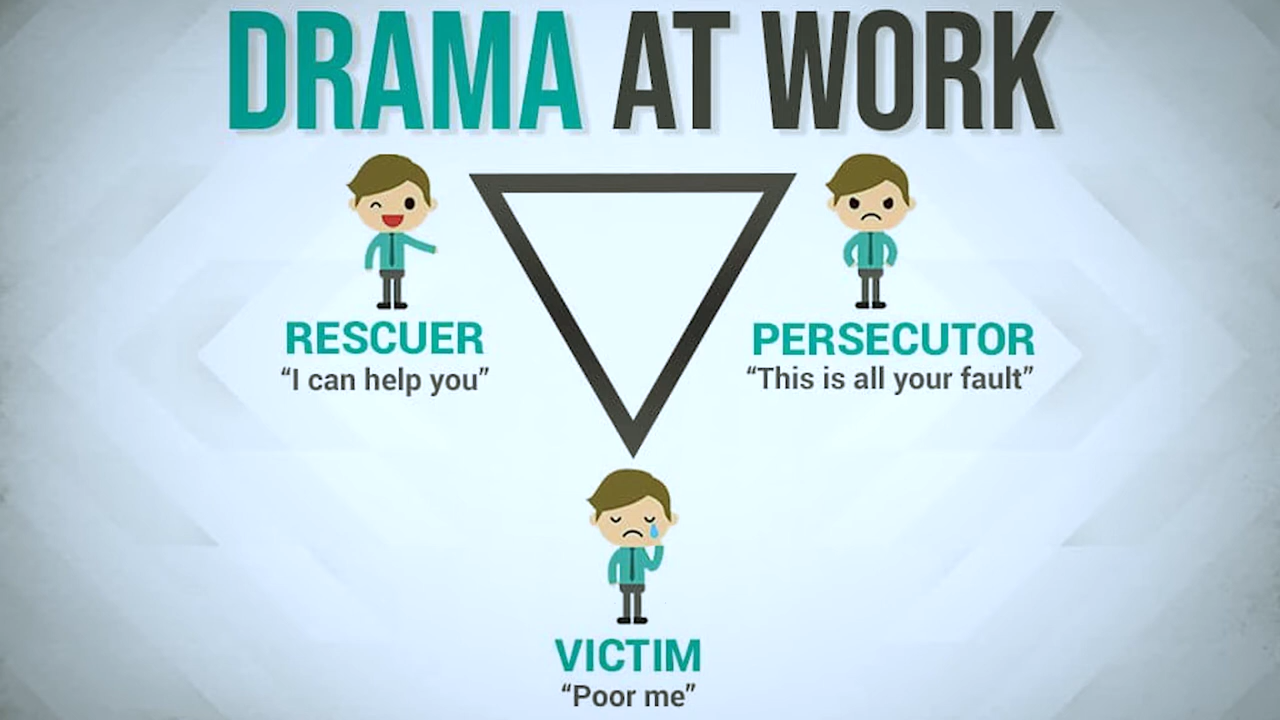 DRAMA AT WORK
RESCUER
“I can help you”
PERSECUTOR
“This is all your fault”
VICTIM
“Poor me”